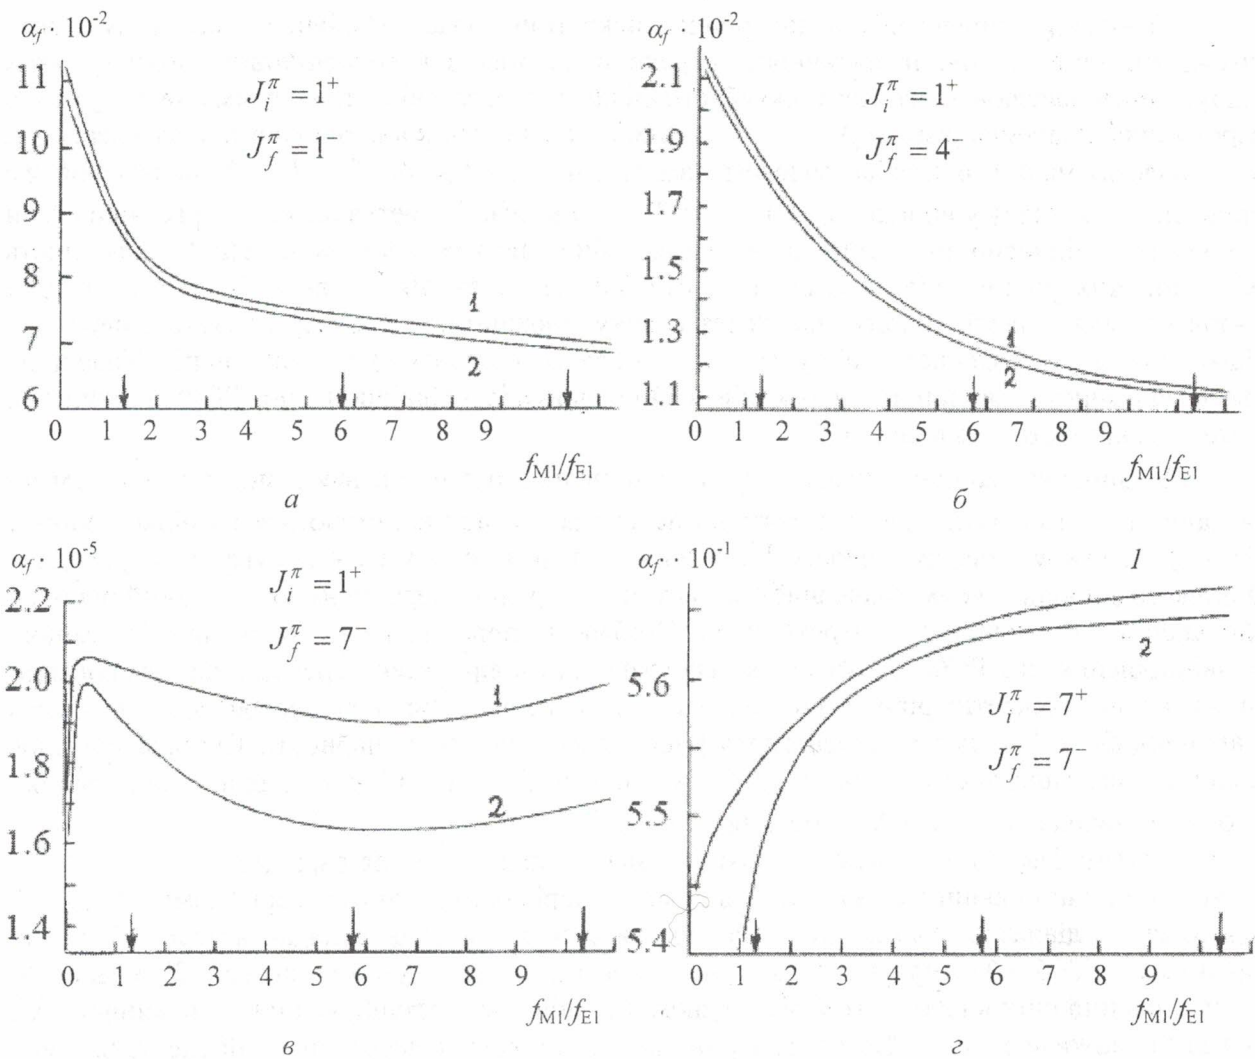 α_f · 10^-2
J_i^π = 1^+
J_f^π = 1^-
11
10
9
8
7
6
1
2
0 1 2 3 4 5 6 7 8 9
f_M1/f_E1
а
α_f · 10^-2
J_i^π = 1^+
J_f^π = 4^-
2.1
1.9
1.7
1.5
1.3
1.1
1
2
0 1 2 3 4 5 6 7 8 9
f_M1/f_E1
б
α_f · 10^-5
J_i^π = 1^+
J_f^π = 7^-
2.2
2.0
1.8
1.6
1.4
1
2
0 1 2 3 4 5 6 7 8 9
f_M1/f_E1
в
α_f · 10^-1
1
2
J_i^π = 7^+
J_f^π = 7^-
5.6
5.5
5.4
0 1 2 3 4 5 6 7 8 9
f_M1/f_E1
г